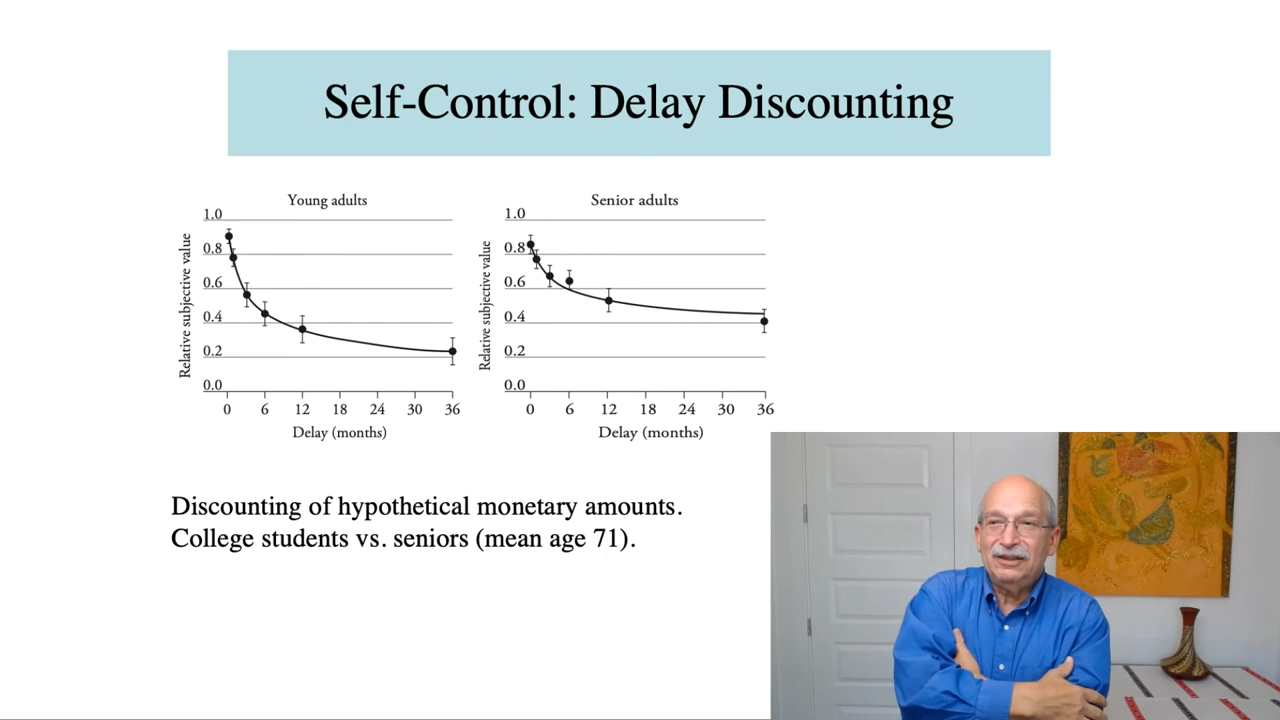 Self-Control: Delay Discounting
Young adults
Relative subjective value
1.0
0.8
0.6
0.4
0.2
0.0
0 6 12 18 24 30 36
Delay (months)
Senior adults
Relative subjective value
1.0
0.8
0.6
0.4
0.2
0.0
0 6 12 18 24 30 36
Delay (months)
Discounting of hypothetical monetary amounts.
College students vs. seniors (mean age 71).